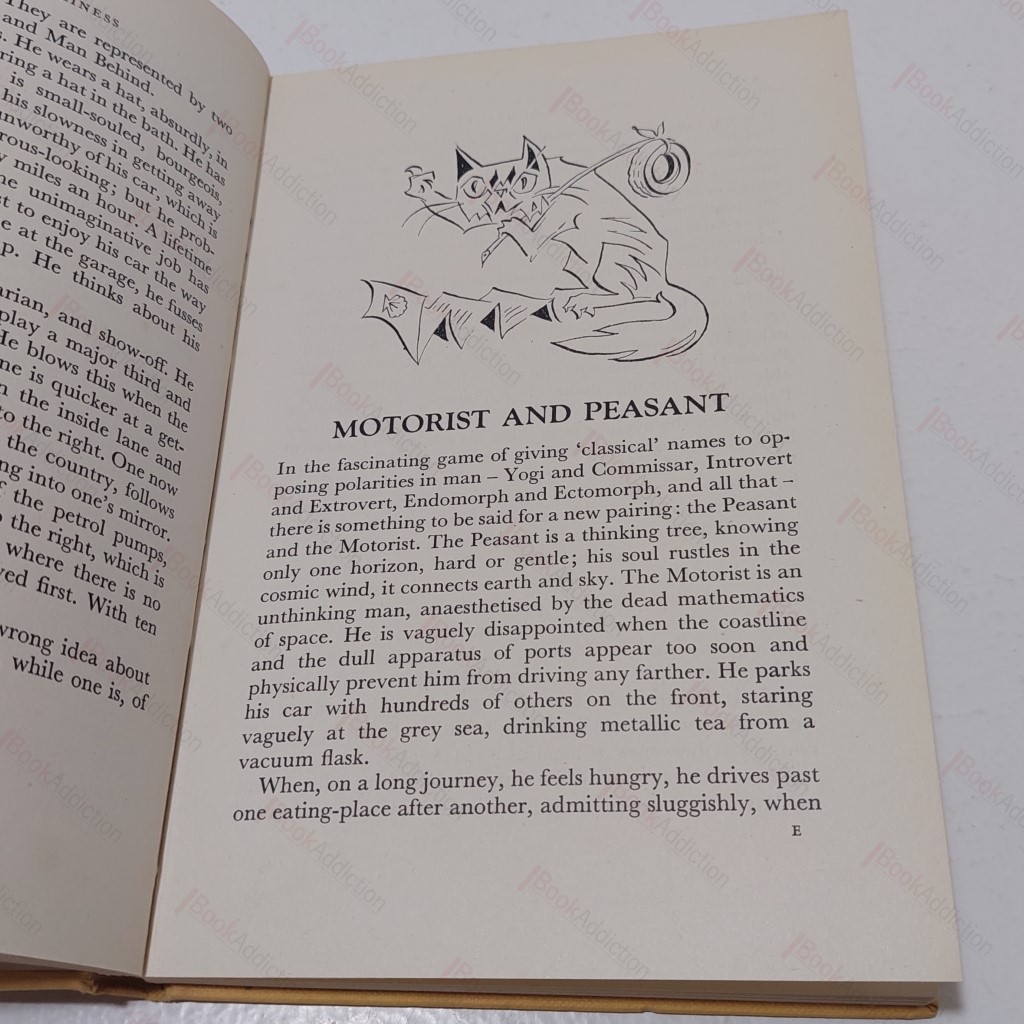 INESS
They are represented by two
and Man Behind.
He wears a hat, absurdly, in
ring a hat in the bath. He has
is small-souled, bourgeois,
his slowness in getting away
unworthy of his car, which is
rous-looking; but he prob-
miles an hour. A lifetime
unimaginative job has
to enjoy his car the way
at the garage, he fusses
p. He thinks about his
arian, and show-off. He
play a major third and
He blows this when the
ne is quicker at a get-
the inside lane and
to the right. One now
the country, follows
ng into one's mirror.
the petrol pumps,
the right, which is
where there is no
ved first. With ten
wrong idea about
while one is, of
MOTORIST AND PEASANT
In the fascinating game of giving 'classical' names to op-
posing polarities in man – Yogi and Commissar, Introvert
and Extrovert, Endomorph and Ectomorph, and all that –
there is something to be said for a new pairing: the Peasant
and the Motorist. The Peasant is a thinking tree, knowing
only one horizon, hard or gentle; his soul rustles in the
cosmic wind, it connects earth and sky. The Motorist is an
unthinking man, anaesthetised by the dead mathematics
of space. He is vaguely disappointed when the coastline
and the dull apparatus of ports appear too soon and
physically prevent him from driving any farther. He parks
his car with hundreds of others on the front, staring
vaguely at the grey sea, drinking metallic tea from a
vacuum flask.
When, on a long journey, he feels hungry, he drives past
one eating-place after another, admitting sluggishly, when
E
BookAddiction